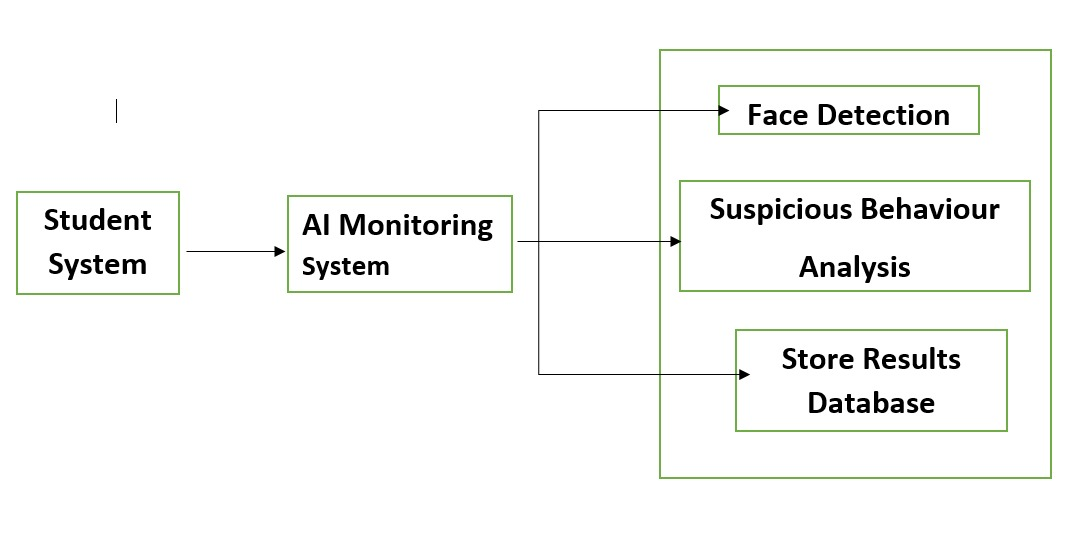 Student
System
AI Monitoring
System
Face Detection
Suspicious Behaviour
Analysis
Store Results
Database